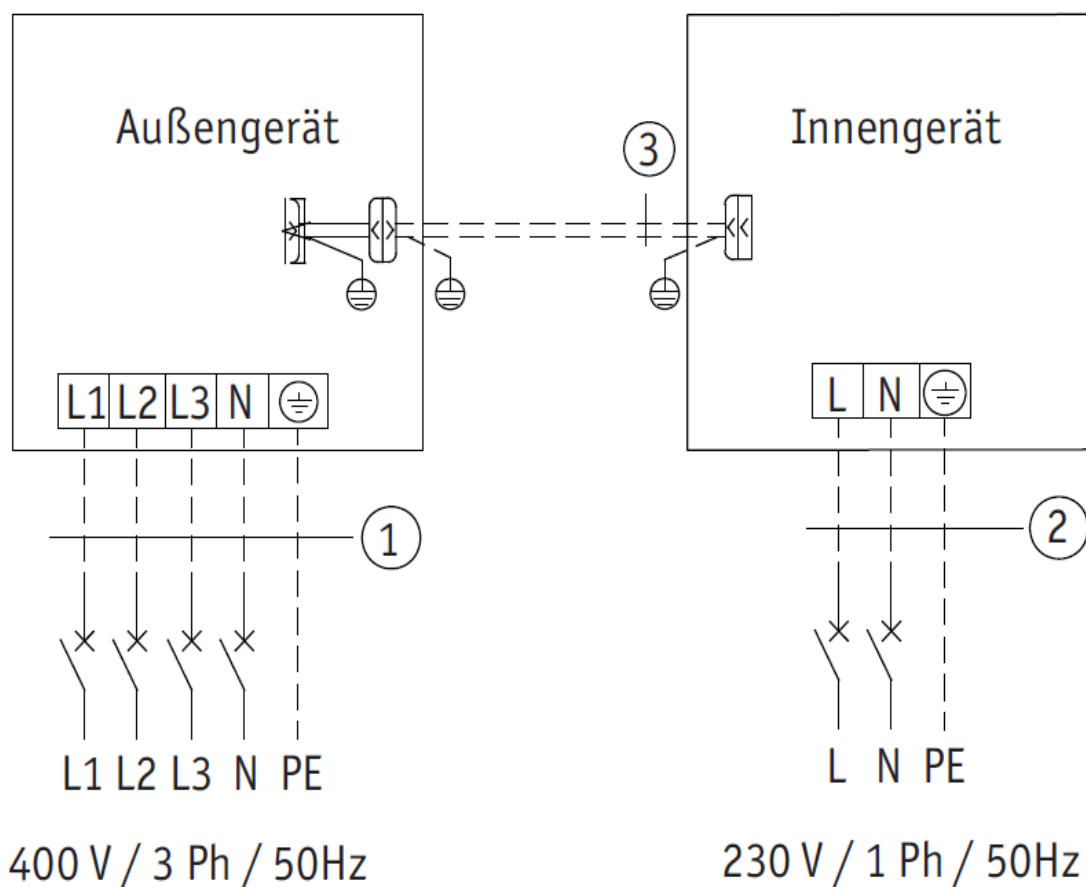 Außengerät
Innengerät
3
L1 L2 L3 N
L N
1
2
L1 L2 L3 N PE
L N PE
400 V / 3 Ph / 50Hz
230 V / 1 Ph / 50Hz